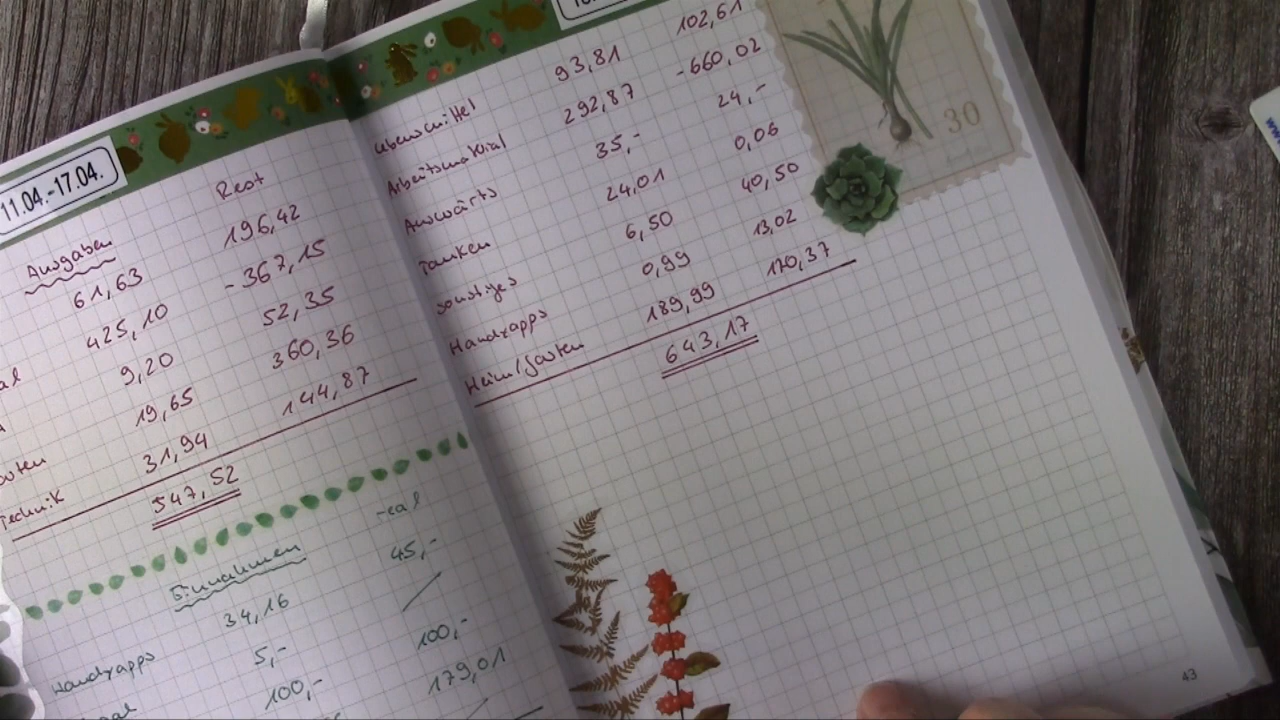 11.04.-17.04.
Ausgaben Rest
61,63 196,42
425,10 -367,15
9,20 52,35
19,65 360,36
Technik 31,94 144,87
547,52
Einnahmen
34,16 45,-
Handyapps 5,-
100,- 100,-
179,01
93,81 102,61
Arbeitsmaterial 292,87 -660,02
Auswärts 35,- 24,-
Tanken 24,01 0,06
sonstiges 6,50 40,50
Handyapps 0,99 13,02
Heim/Garten 189,99 170,37
643,17
30
43